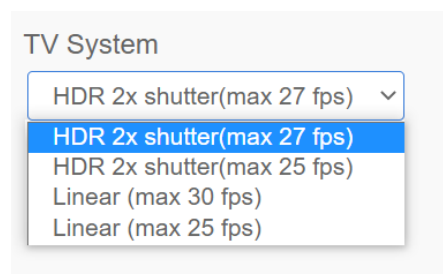 TV System
HDR 2x shutter(max 27 fps)
HDR 2x shutter(max 27 fps)
HDR 2x shutter(max 25 fps)
Linear (max 30 fps)
Linear (max 25 fps)